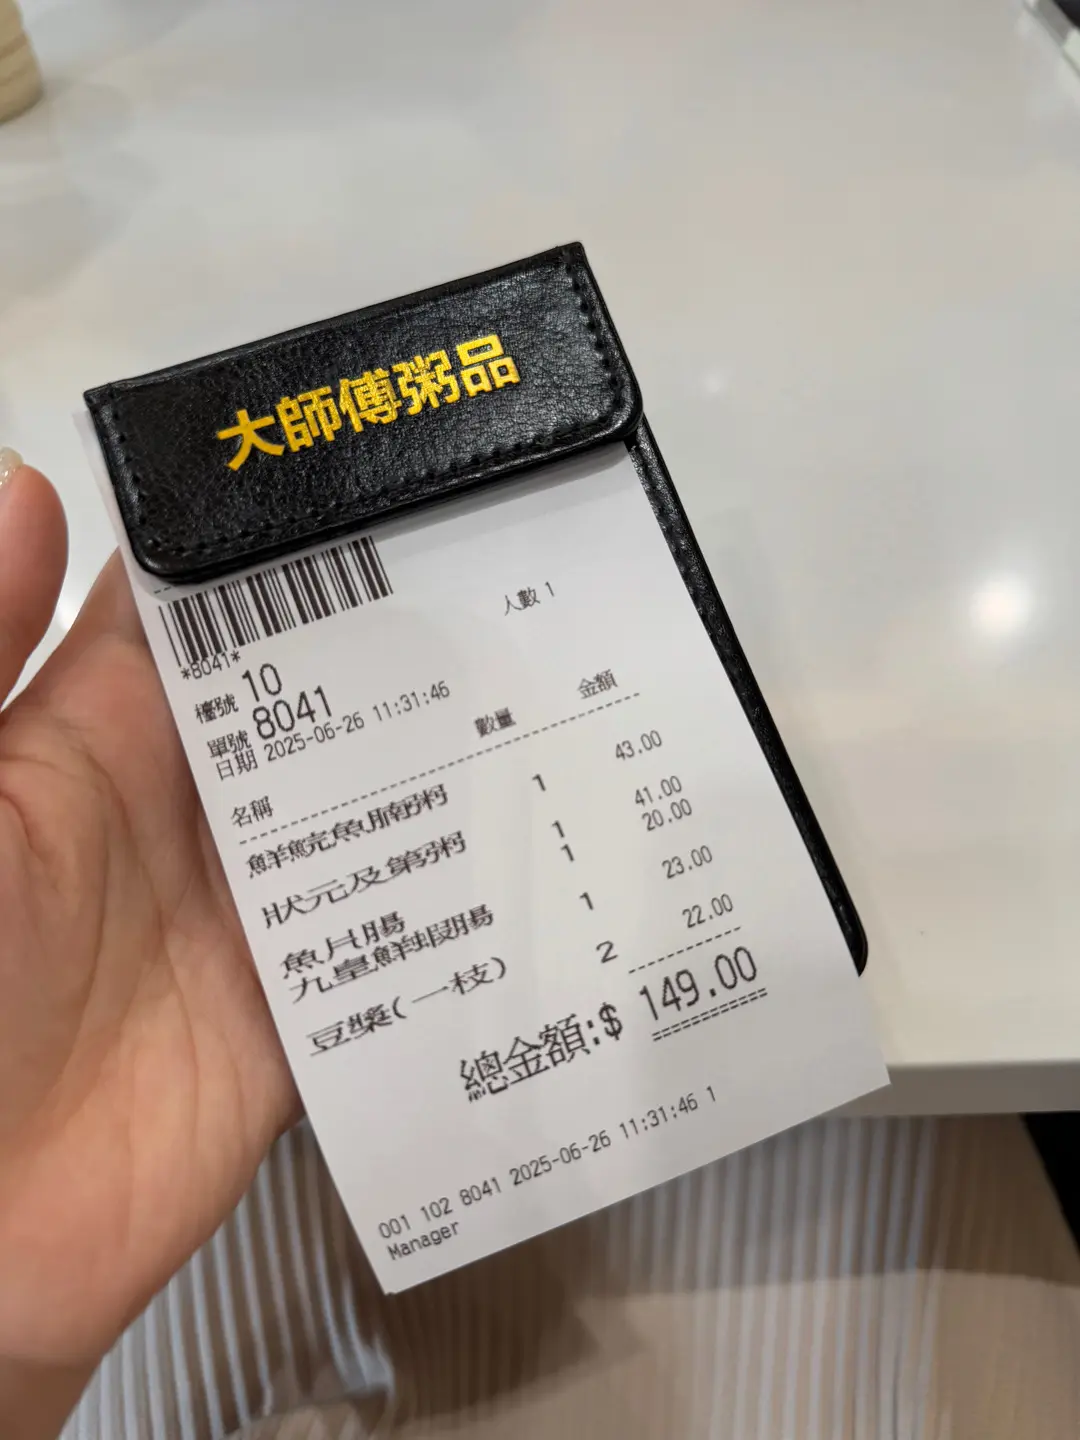 大師傅粥品
*8041*
人數 1
檯號 10
單號 8041
日期 2025-06-26 11:31:46
名稱 數量 金額
鮮鯇魚腩粥 1 43.00
狀元及第粥 1 41.00
魚片腸 1 20.00
九皇鮮蝦腸 1 23.00
豆漿(一枝) 2 22.00
總金額:$ 149.00
001 102 8041 2025-06-26 11:31:46 1
Manager